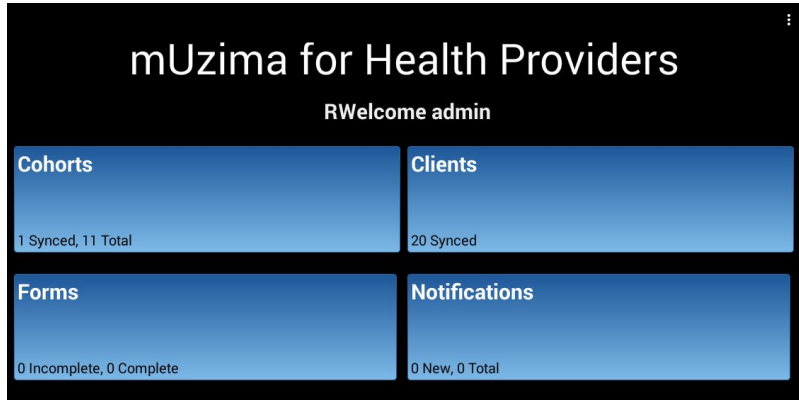 mUzima for Health Providers
RWelcome admin
Cohorts
1 Synced, 11 Total
Clients
20 Synced
Forms
0 Incomplete, 0 Complete
Notifications
0 New, 0 Total